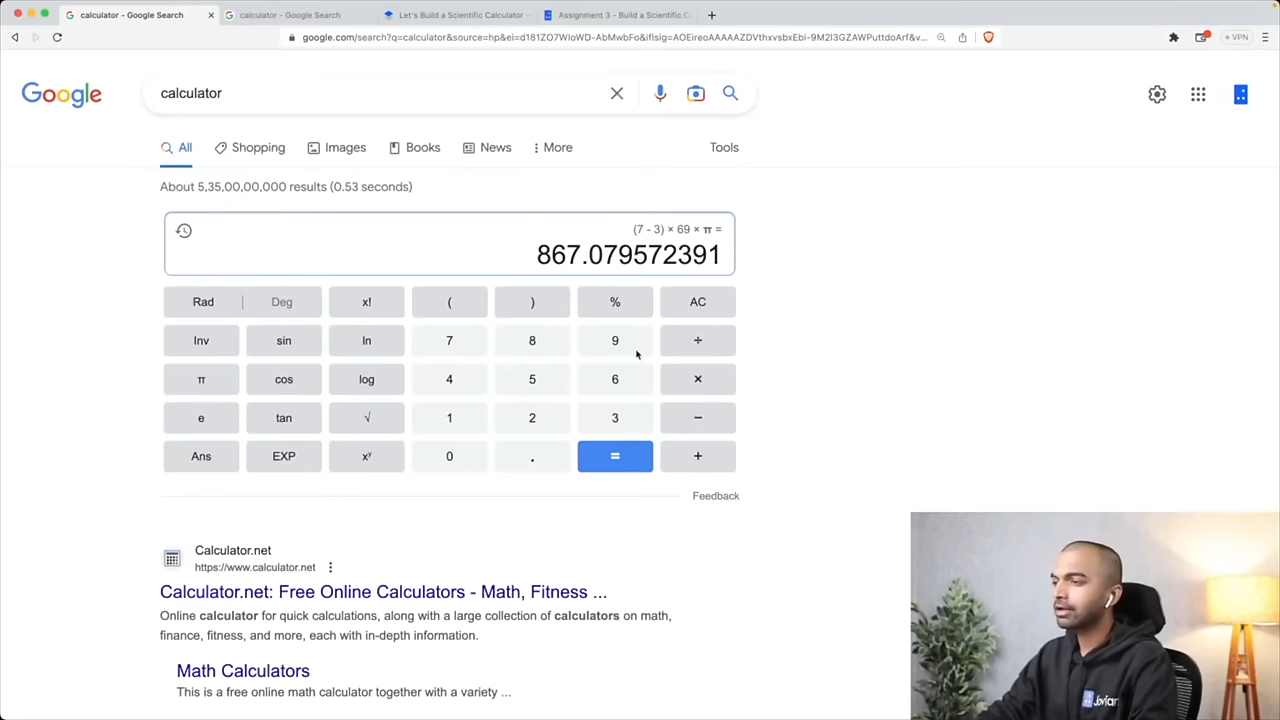 calculator - Google Search
calculator - Google Search
Let's Build a Scientific Calculator -
Assignment 3 - Build a Scientific C
google.com/search?q=calculator&source=hp&ei=d181ZO7WIoWD-AbMwbFo&iflsig=AOEireoAAAAAZDVthxvsbxEbi-9M2I3GZAWPuttdoArf&v...
VPN
Google
calculator
All
Shopping
Images
Books
News
More
Tools
About 5,35,00,00,000 results (0.53 seconds)
(7 - 3) × 69 × π =
867.079572391
Rad | Deg x! ( ) % AC
Inv sin ln 7 8 9 ÷
π cos log 4 5 6 ×
e tan √ 1 2 3 −
Ans EXP xʸ 0 . = +
Feedback
Calculator.net
https://www.calculator.net
Calculator.net: Free Online Calculators - Math, Fitness ...
Online calculator for quick calculations, along with a large collection of calculators on math,
finance, fitness, and more, each with in-depth information.
Math Calculators
This is a free online math calculator together with a variety ...
Jovian